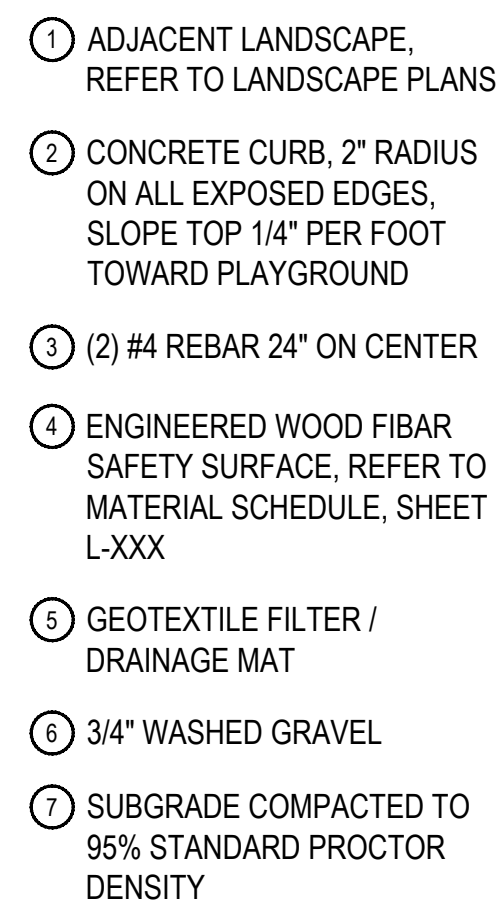 1 ADJACENT LANDSCAPE,
REFER TO LANDSCAPE PLANS
2 CONCRETE CURB, 2" RADIUS
ON ALL EXPOSED EDGES,
SLOPE TOP 1/4" PER FOOT
TOWARD PLAYGROUND
3 (2) #4 REBAR 24" ON CENTER
4 ENGINEERED WOOD FIBAR
SAFETY SURFACE, REFER TO
MATERIAL SCHEDULE, SHEET
L-XXX
5 GEOTEXTILE FILTER /
DRAINAGE MAT
6 3/4" WASHED GRAVEL
7 SUBGRADE COMPACTED TO
95% STANDARD PROCTOR
DENSITY